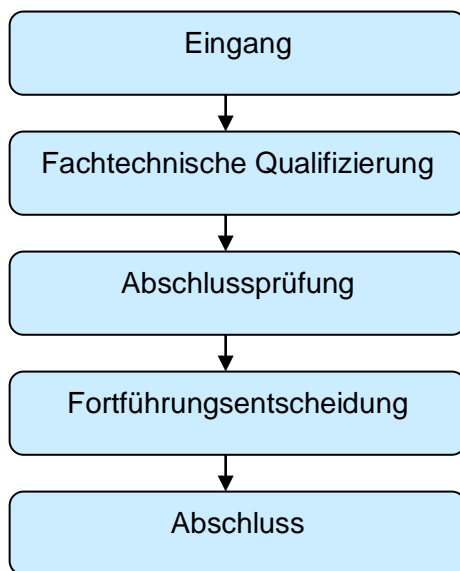 Eingang
Fachtechnische Qualifizierung
Abschlussprüfung
Fortführungsentscheidung
Abschluss